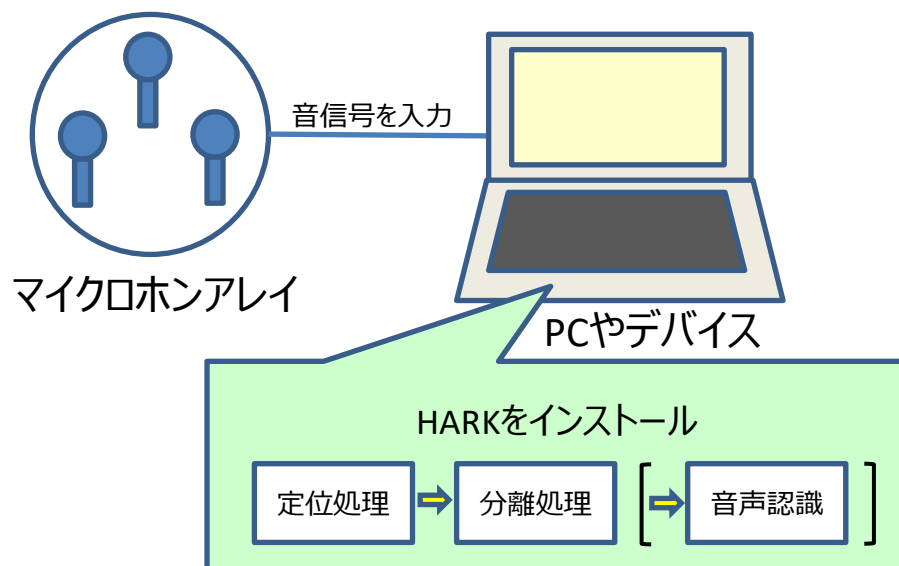 音信号を入力
マイクロホンアレイ
PCやデバイス
HARKをインストール
定位処理
分離処理
音声認識